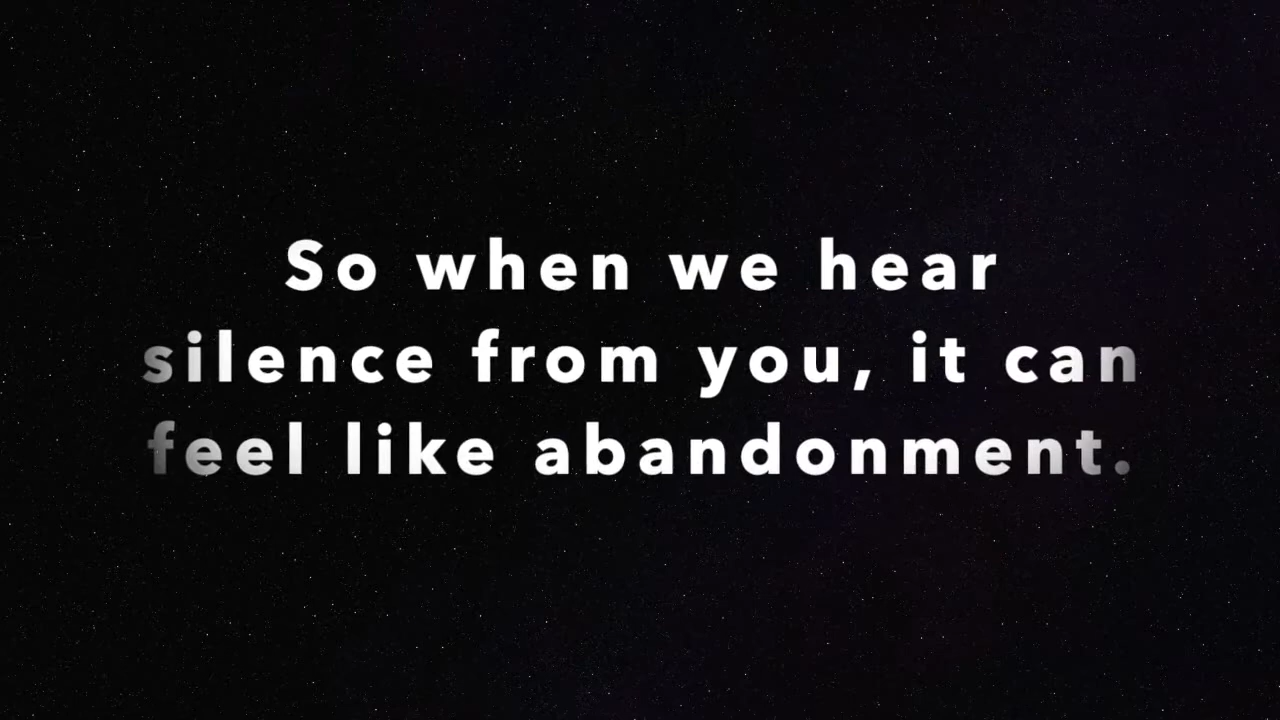 So when we hear
silence from you, it can
feel like abandonment.